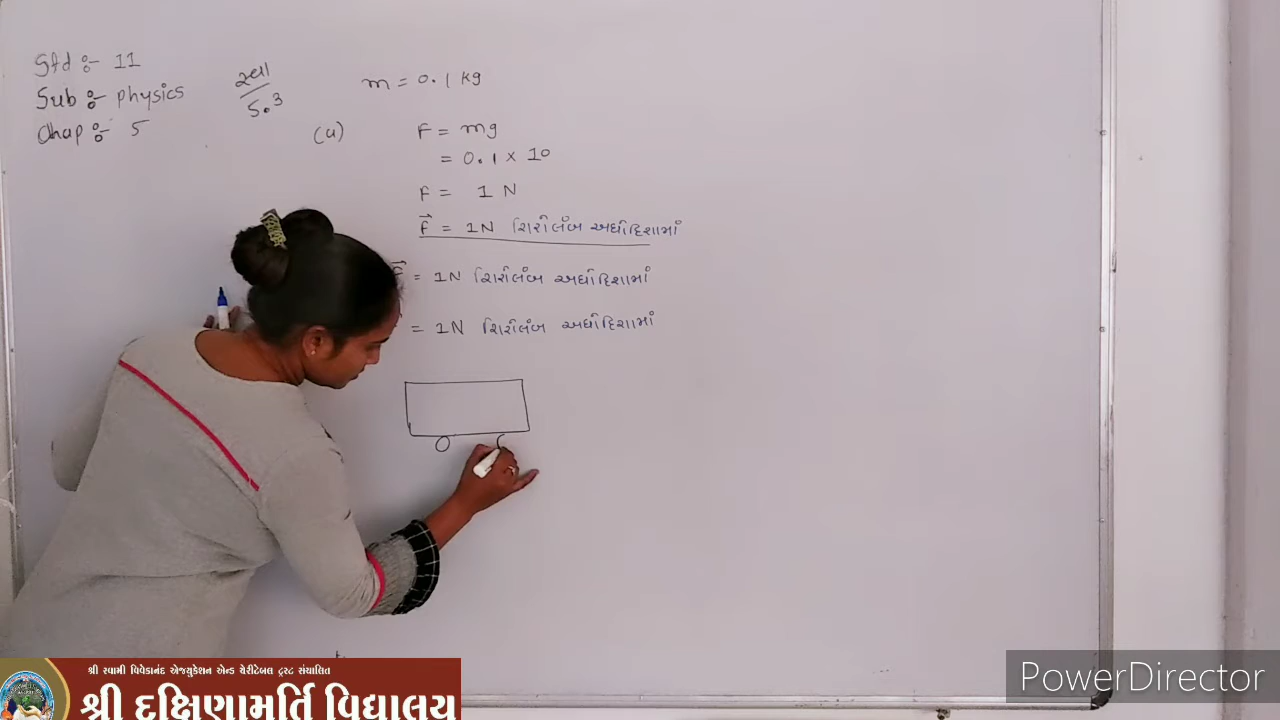 Std :- 11
Sub :- physics
Chap :- 5
સ્વા / 5.3
m = 0.1 kg
(a) F = mg
= 0.1 × 10
F = 1 N
F⃗ = 1N શિરોલંબ અધોદિશામાં
F⃗ = 1N શિરોલંબ અધોદિશામાં
= 1N શિરોલંબ અધોદિશામાં
શ્રી સ્વામી વિવેકાનંદ એજ્યુકેશન એન્ડ ચેરીટેબલ ટ્રસ્ટ સંચાલિત
શ્રી દક્ષિણામૂર્તિ વિદ્યાલય
PowerDirector